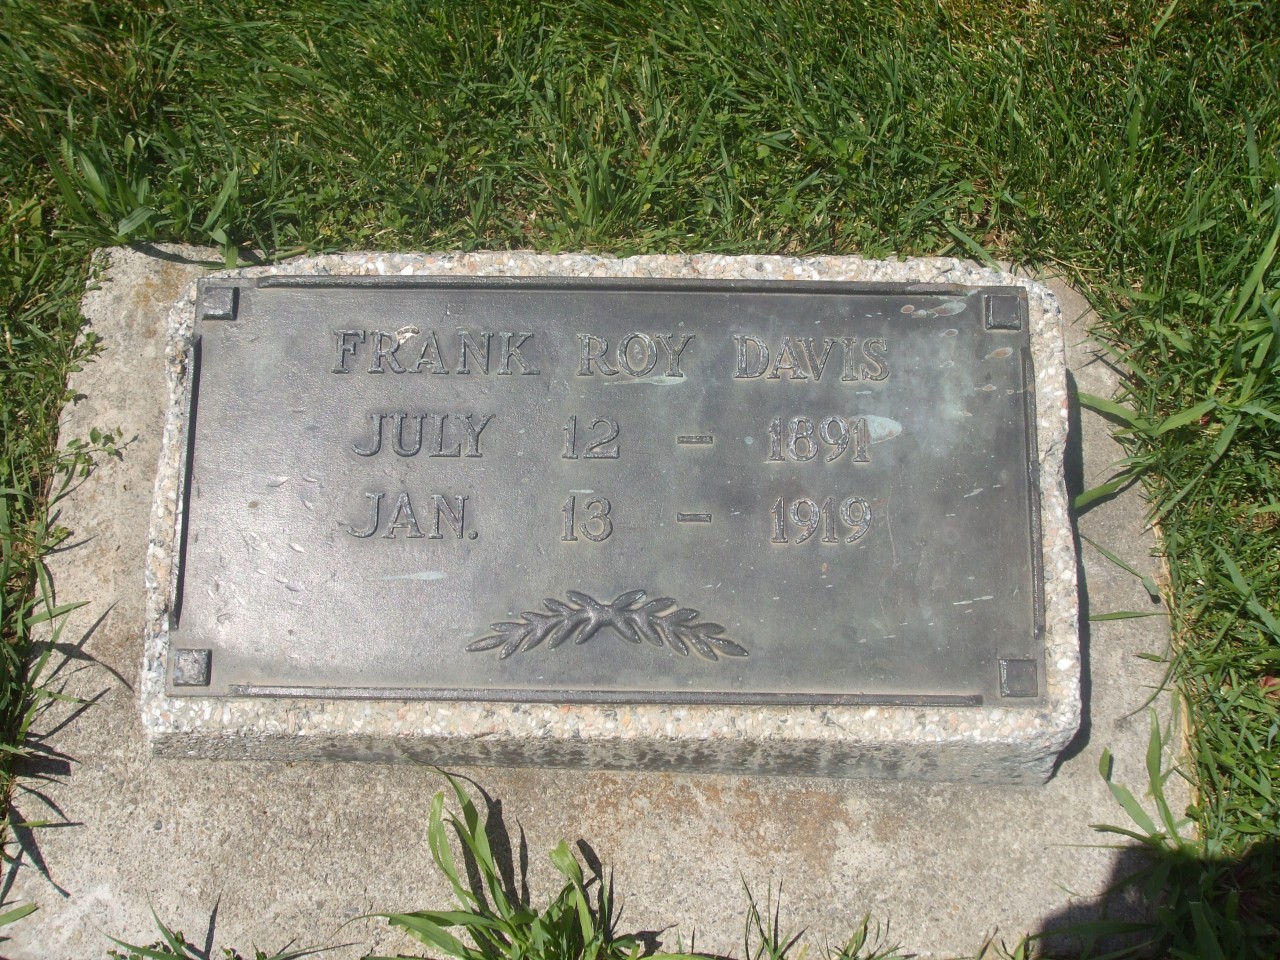 FRANK ROY DAVIS
JULY 12 – 1891
JAN. 13 – 1919